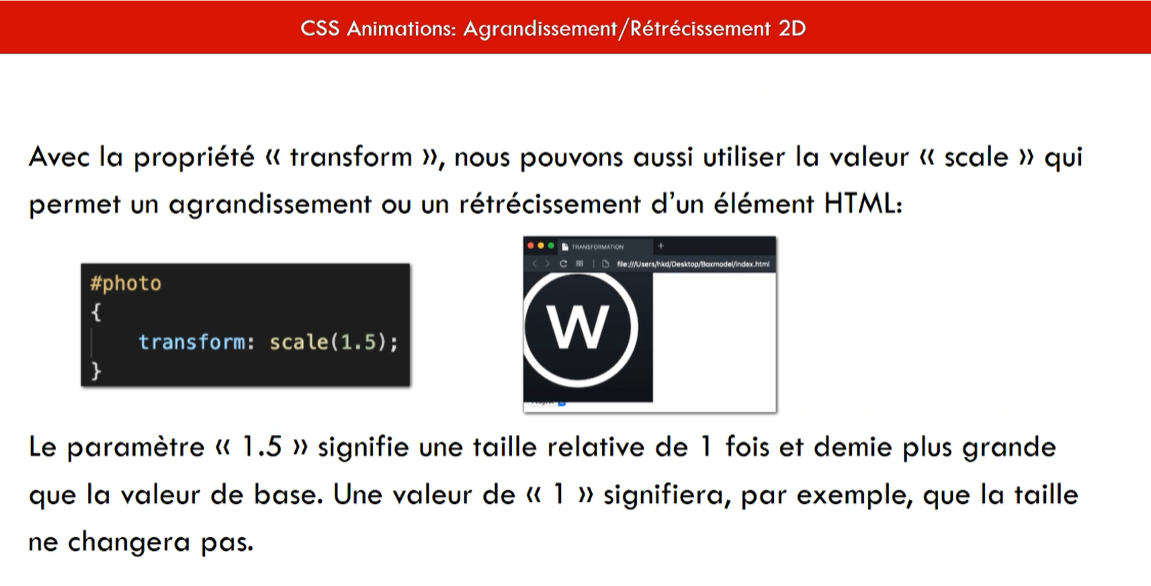 CSS Animations: Agrandissement/Rétrécissement 2D
Avec la propriété « transform », nous pouvons aussi utiliser la valeur « scale » qui
permet un agrandissement ou un rétrécissement d'un élément HTML:
#photo
{
transform: scale(1.5);
}
TRANSFORMATION
file:///Users/hkd/Desktop/Boxmodel/index.html
W
Le paramètre « 1.5 » signifie une taille relative de 1 fois et demie plus grande
que la valeur de base. Une valeur de « 1 » signifiera, par exemple, que la taille
ne changera pas.